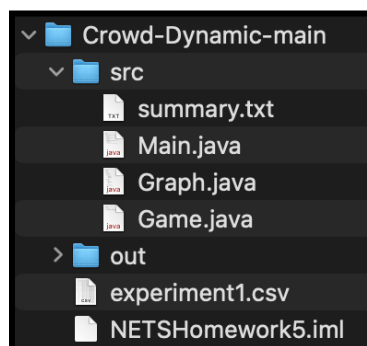 Crowd-Dynamic-main
src
summary.txt
Main.java
Graph.java
Game.java
out
experiment1.csv
NETSHomework5.iml